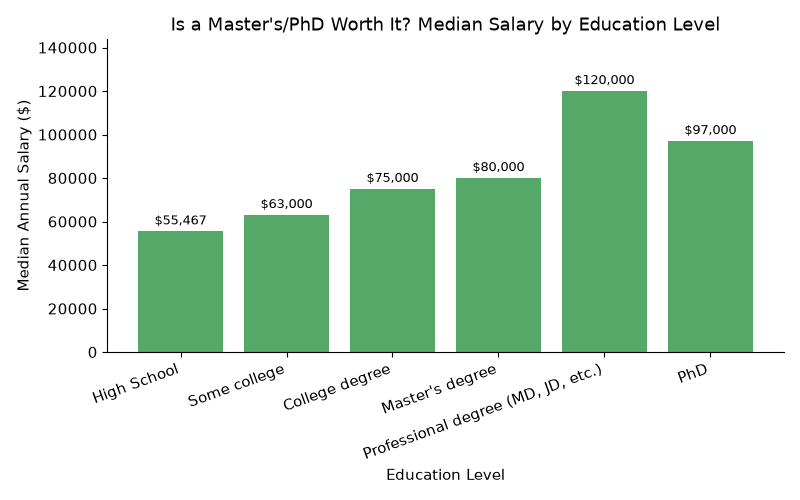 Is a Master's/PhD Worth It? Median Salary by Education Level
Median Annual Salary ($)
140000
120000
100000
80000
60000
40000
20000
0
$55,467
$63,000
$75,000
$80,000
$120,000
$97,000
High School
Some college
College degree
Master's degree
Professional degree (MD, JD, etc.)
PhD
Education Level